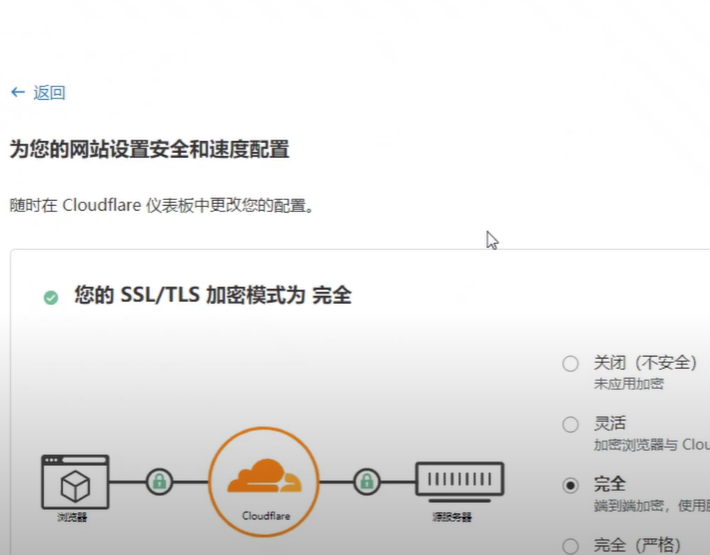 ← 返回
为您的网站设置安全和速度配置
随时在 Cloudflare 仪表板中更改您的配置。
您的 SSL/TLS 加密模式为 完全
关闭（不安全）
未应用加密
灵活
加密浏览器与 Clou
完全
端到端加密，使用
浏览器
Cloudflare
源服务器
完全（严格）